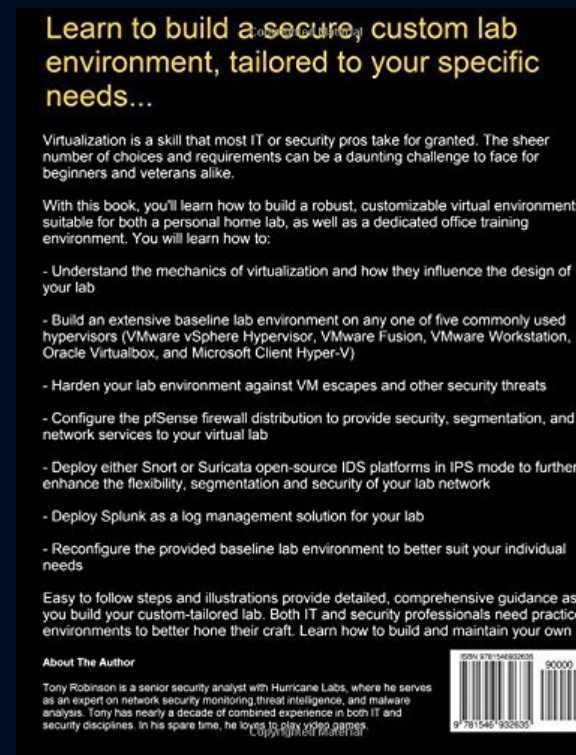 Learn to build a secure, custom lab
Copyrighted Material
environment, tailored to your specific
needs...
Virtualization is a skill that most IT or security pros take for granted. The sheer
number of choices and requirements can be a daunting challenge to face for
beginners and veterans alike.
With this book, you'll learn how to build a robust, customizable virtual environment
suitable for both a personal home lab, as well as a dedicated office training
environment. You will learn how to:
- Understand the mechanics of virtualization and how they influence the design of
your lab
- Build an extensive baseline lab environment on any one of five commonly used
hypervisors (VMware vSphere Hypervisor, VMware Fusion, VMware Workstation,
Oracle Virtualbox, and Microsoft Client Hyper-V)
- Harden your lab environment against VM escapes and other security threats
- Configure the pfSense firewall distribution to provide security, segmentation, and
network services to your virtual lab
- Deploy either Snort or Suricata open-source IDS platforms in IPS mode to further
enhance the flexibility, segmentation and security of your lab network
- Deploy Splunk as a log management solution for your lab
- Reconfigure the provided baseline lab environment to better suit your individual
needs
Easy to follow steps and illustrations provide detailed, comprehensive guidance as
you build your custom-tailored lab. Both IT and security professionals need practice
environments to better hone their craft. Learn how to build and maintain your own
About The Author
Tony Robinson is a senior security analyst with Hurricane Labs, where he serves
as an expert on network security monitoring,threat intelligence, and malware
analysis. Tony has nearly a decade of combined experience in both IT and
security disciplines. In his spare time, he loves to play video games.
Copyrighted Material
ISBN 9781546932635
90000
9 781546 932635